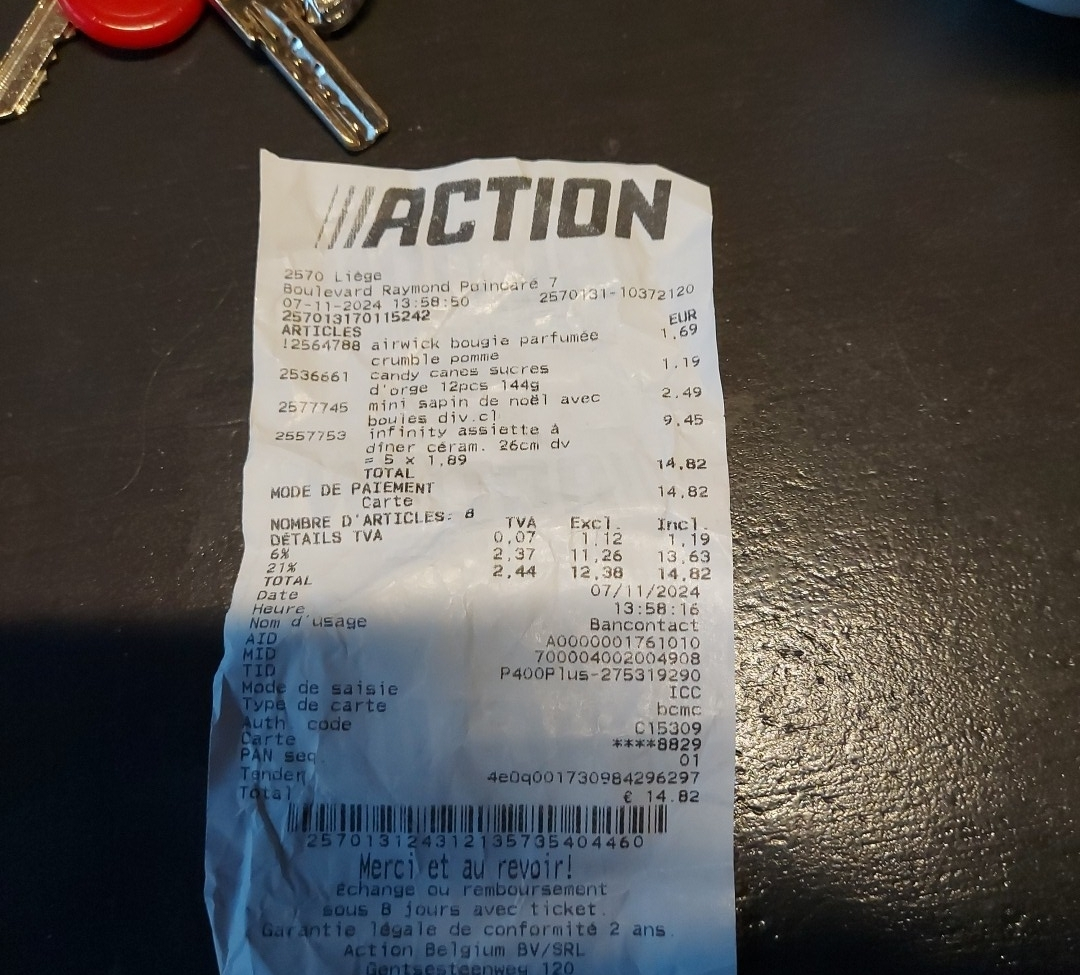 ///ACTION
2570 Liège
Boulevard Raymond Poincaré 7
07-11-2024 13:58:50 2570131-10372120
257013170115242
ARTICLES EUR
!2564788 airwick bougie parfumée 1,69
crumble pomme
2536661 candy canes sucres 1,19
d'orge 12pcs 144g
2577745 mini sapin de noël avec 2,49
boules div.cl
2557753 infinity assiette à 9,45
dîner céram. 26cm dv
= 5 x 1,89
TOTAL 14,82
MODE DE PAIEMENT
Carte 14,82
NOMBRE D'ARTICLES: 8
DÉTAILS TVA TVA Excl. Incl.
6% 0,07 1,12 1,19
21% 2,37 11,26 13,63
TOTAL 2,44 12,38 14,82
Date 07/11/2024
Heure 13:58:16
Nom d'usage Bancontact
AID A0000001761010
MID 700004002004908
TID P400Plus-275319290
Mode de saisie ICC
Type de carte bcmc
Auth. code C15309
Carte ****8829
PAN seq. 01
Tender 4e0q001730984296297
Total € 14.82
257013124312135735404460
Merci et au revoir!
Échange ou remboursement
sous 8 jours avec ticket.
Garantie légale de conformité 2 ans.
Action Belgium BV/SRL
Gentsesteenweg 120